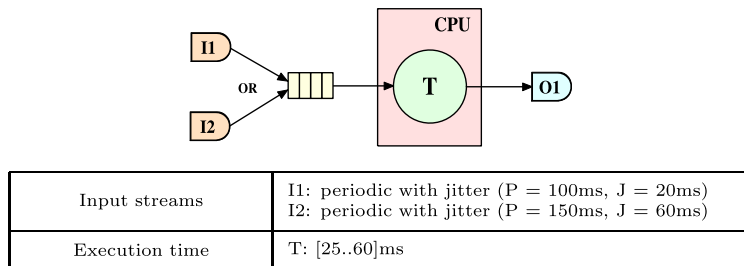 CPU
I1
OR
T
O1
I2
Input streams
I1: periodic with jitter (P = 100ms, J = 20ms)
I2: periodic with jitter (P = 150ms, J = 60ms)
Execution time
T: [25..60]ms